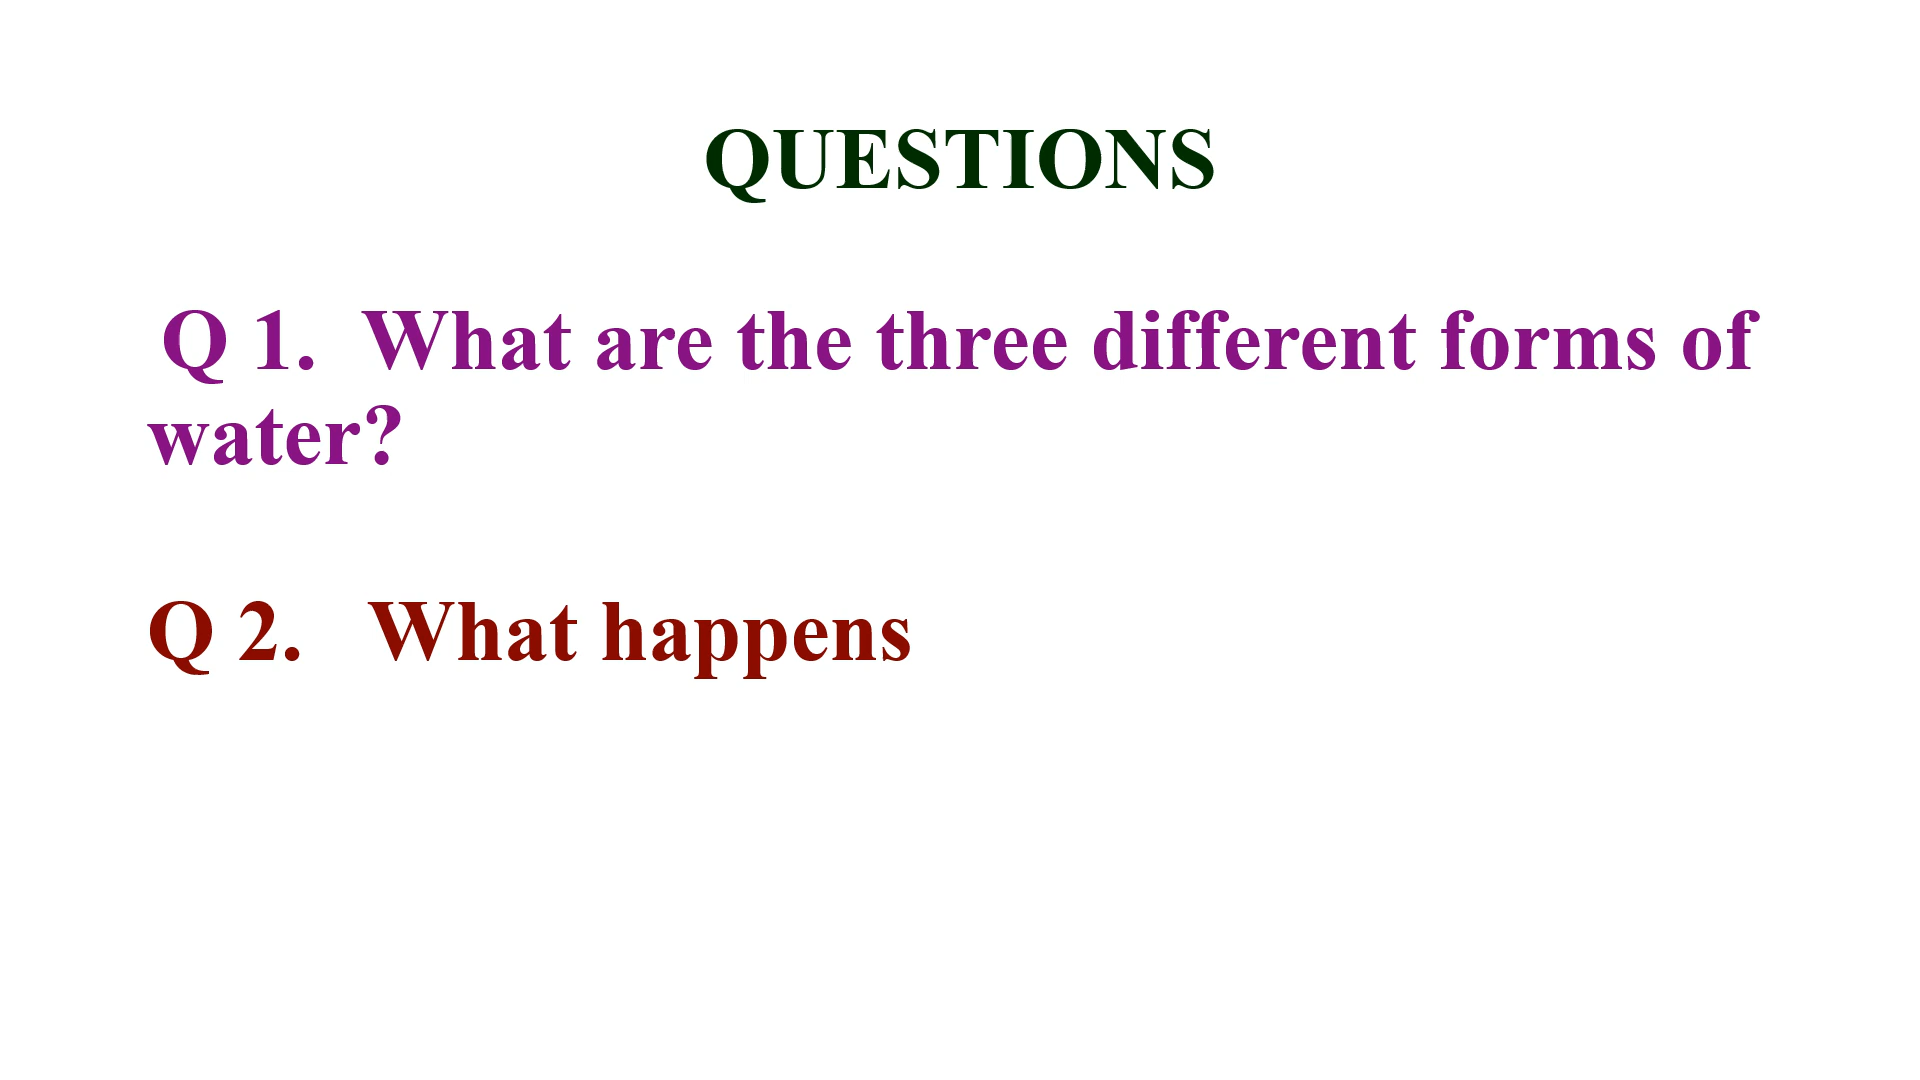 QUESTIONS
Q 1. What are the three different forms of
water?
Q 2. What happens